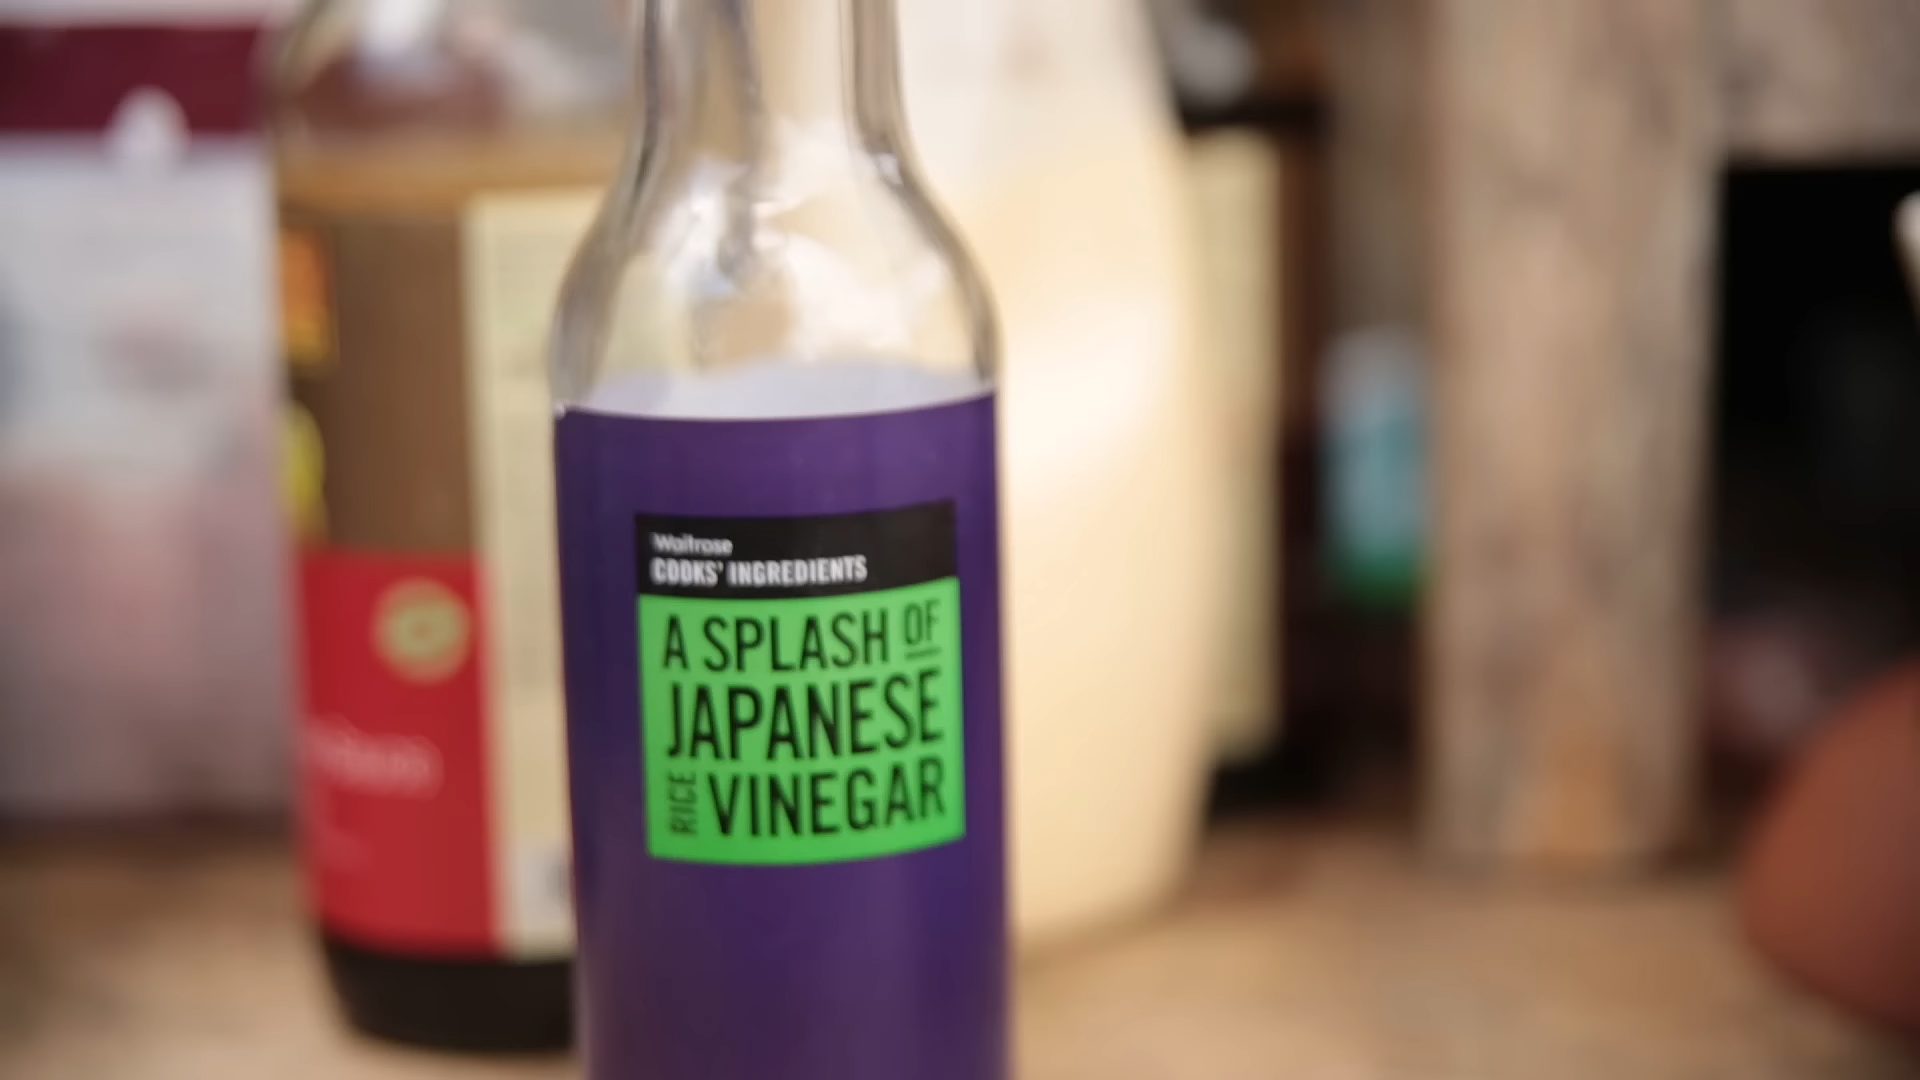 Waitrose
COOKS' INGREDIENTS
A SPLASH OF
JAPANESE
RICE VINEGAR